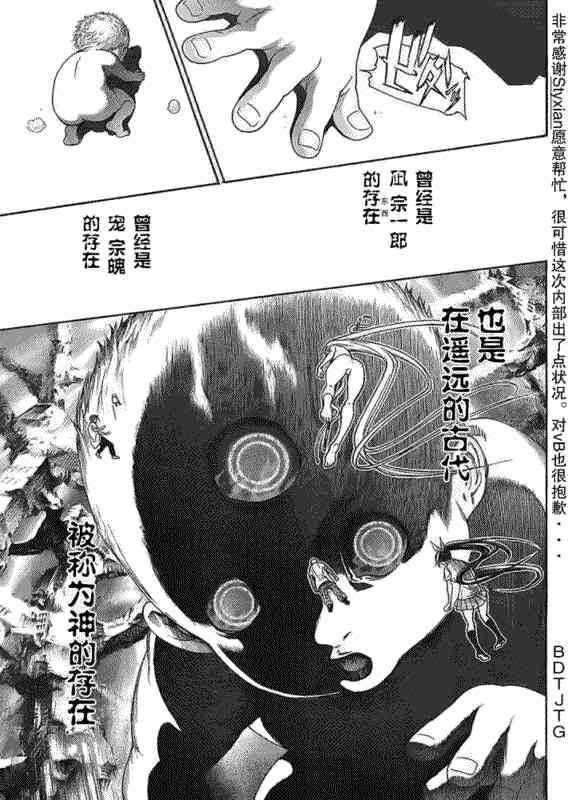 曾经是
凪 宗一郎
东西
的存在
曾经是
宠 宗魄
的存在
也是
在遥远的古代
被称为神的存在
非常感谢Styxian愿意帮忙，很可惜这次内部出了点状况。对VB也很抱歉...
BDTJTG